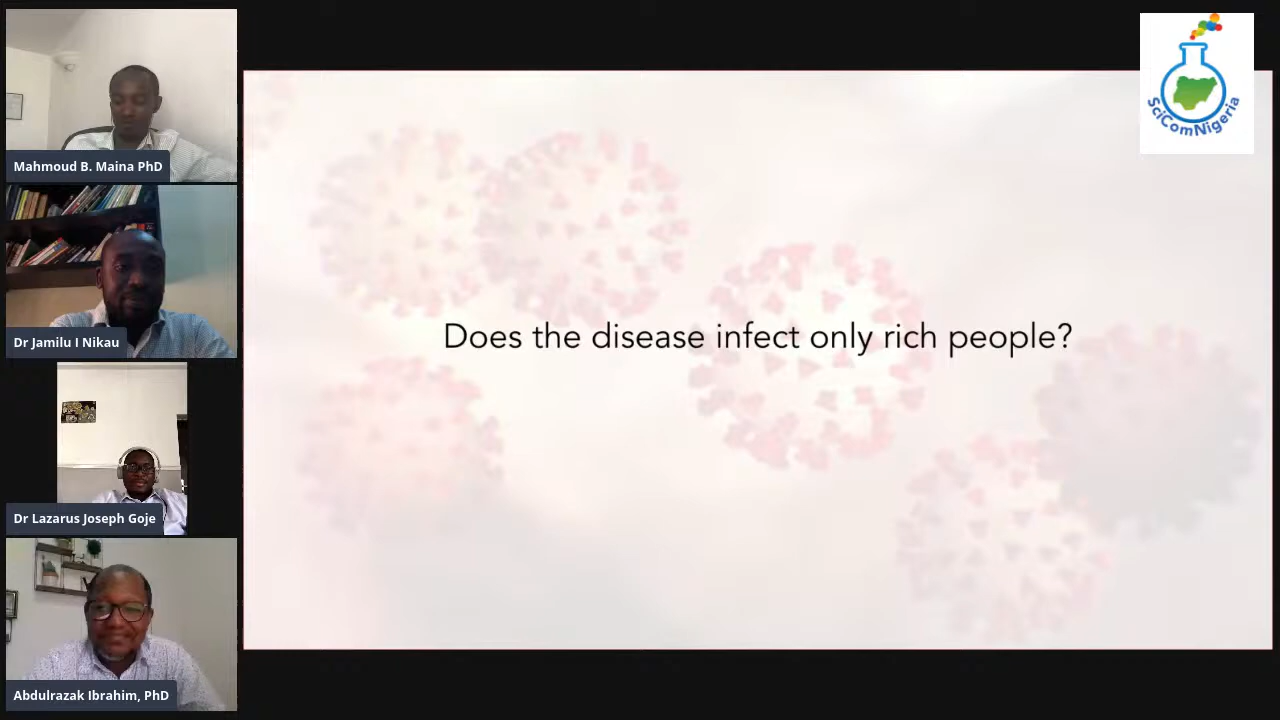 Mahmoud B. Maina PhD
Dr Jamilu I Nikau
Dr Lazarus Joseph Goje
Abdulrazak Ibrahim, PhD
Does the disease infect only rich people?
SciComNigeria